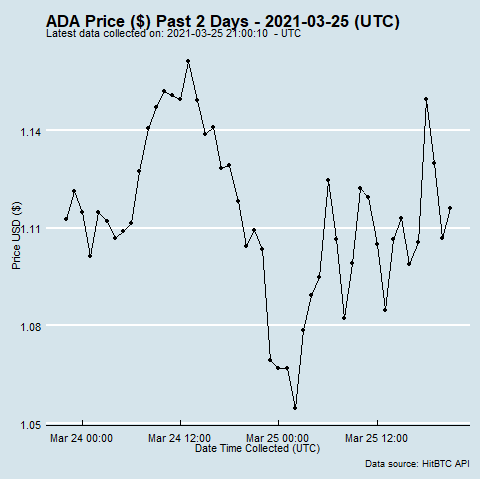 ADA Price ($) Past 2 Days - 2021-03-25 (UTC)
Latest data collected on: 2021-03-25 21:00:10 - UTC
1.14
1.11
1.08
1.05
Price USD ($)
Mar 24 00:00 Mar 24 12:00 Mar 25 00:00 Mar 25 12:00
Date Time Collected (UTC)
Data source: HitBTC API